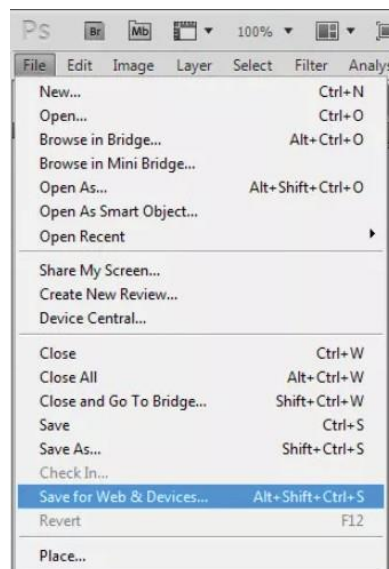 Ps Br Mb 100%
File Edit Image Layer Select Filter Analys
New... Ctrl+N
Open... Ctrl+O
Browse in Bridge... Alt+Ctrl+O
Browse in Mini Bridge...
Open As... Alt+Shift+Ctrl+O
Open As Smart Object...
Open Recent
Share My Screen...
Create New Review...
Device Central...
Close Ctrl+W
Close All Alt+Ctrl+W
Close and Go To Bridge... Shift+Ctrl+W
Save Ctrl+S
Save As... Shift+Ctrl+S
Check In...
Save for Web & Devices... Alt+Shift+Ctrl+S
Revert F12
Place...